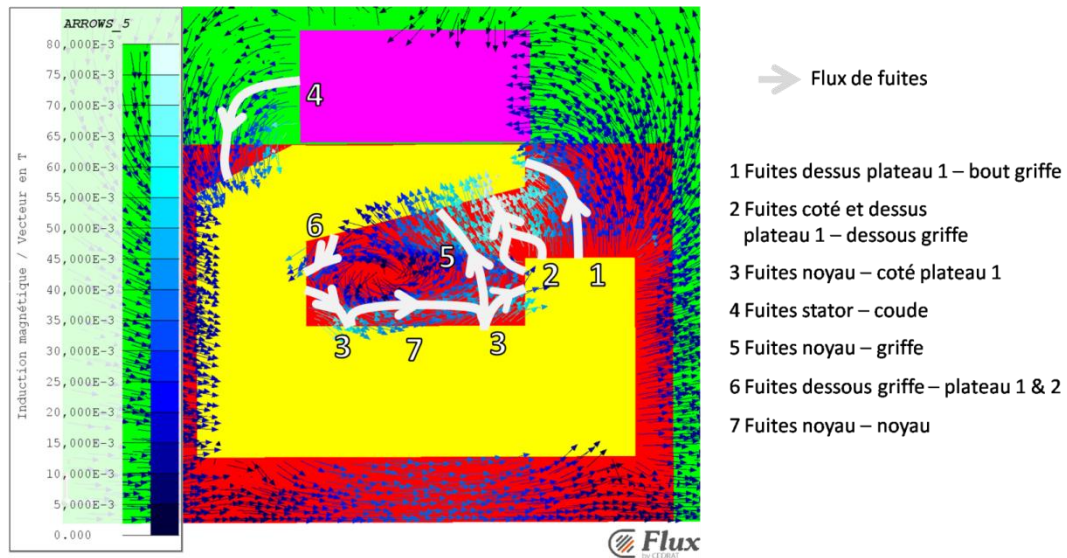 ARROWS_5
Induction magnétique / Vecteur en T
80,000E-3
75,000E-3
70,000E-3
65,000E-3
60,000E-3
55,000E-3
50,000E-3
45,000E-3
40,000E-3
35,000E-3
30,000E-3
25,000E-3
20,000E-3
15,000E-3
10,000E-3
5,000E-3
0.000
4
6
5
2 1
3 7 3
Flux
by CEDRAT
Flux de fuites
1 Fuites dessus plateau 1 – bout griffe
2 Fuites coté et dessus
plateau 1 – dessous griffe
3 Fuites noyau – coté plateau 1
4 Fuites stator – coude
5 Fuites noyau – griffe
6 Fuites dessous griffe – plateau 1 & 2
7 Fuites noyau – noyau